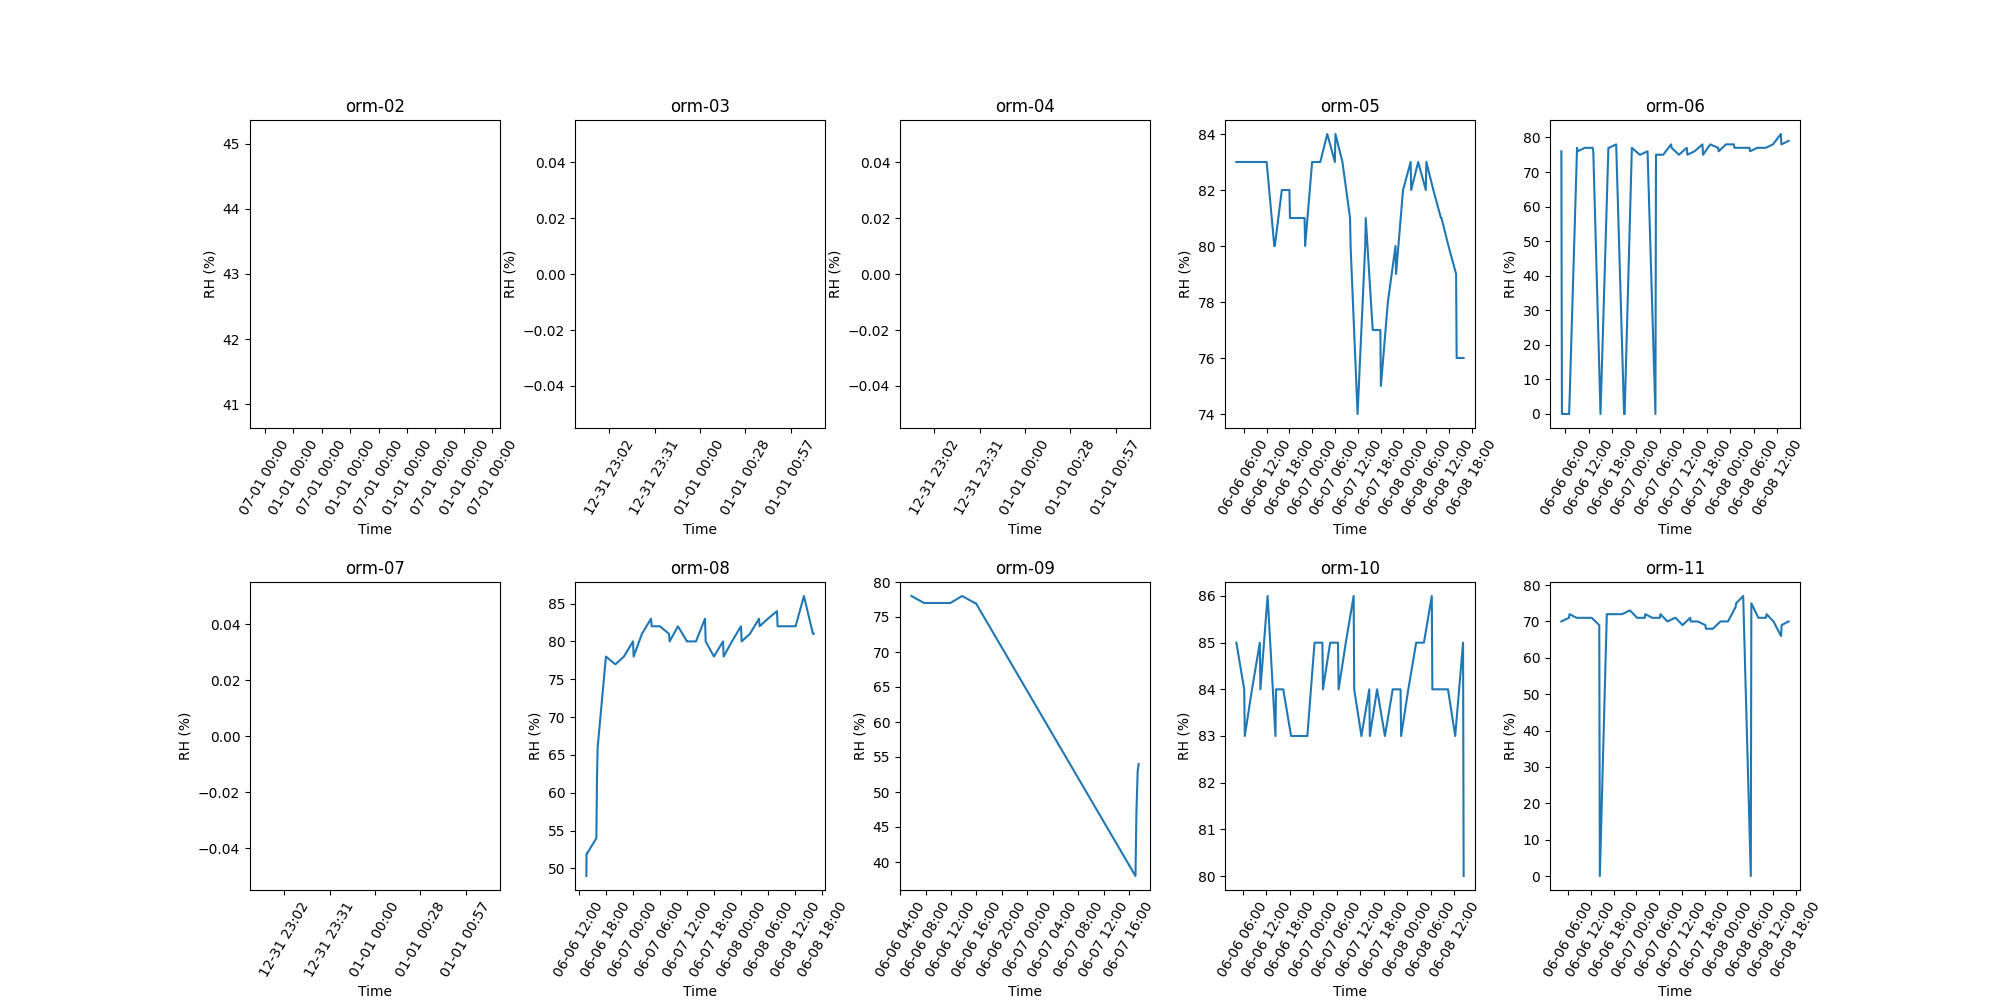 orm-02 orm-03 orm-04 orm-05 orm-06
RH (%)
45
44
43
42
41
07-01 00:00 01-01 00:00 07-01 00:00 01-01 00:00 07-01 00:00 01-01 00:00 07-01 00:00 01-01 00:00 07-01 00:00
Time
RH (%)
0.04
0.02
0.00
−0.02
−0.04
12-31 23:02 12-31 23:31 01-01 00:00 01-01 00:28 01-01 00:57
Time
RH (%)
0.04
0.02
0.00
−0.02
−0.04
12-31 23:02 12-31 23:31 01-01 00:00 01-01 00:28 01-01 00:57
Time
RH (%)
84
82
80
78
76
74
06-06 06:00 06-06 12:00 06-06 18:00 06-07 00:00 06-07 06:00 06-07 12:00 06-07 18:00 06-08 00:00 06-08 06:00 06-08 12:00 06-08 18:00
Time
RH (%)
80
70
60
50
40
30
20
10
0
06-06 06:00 06-06 12:00 06-06 18:00 06-07 00:00 06-07 06:00 06-07 12:00 06-07 18:00 06-08 00:00 06-08 06:00 06-08 12:00
Time
orm-07 orm-08 orm-09 orm-10 orm-11
RH (%)
0.04
0.02
0.00
−0.02
−0.04
12-31 23:02 12-31 23:31 01-01 00:00 01-01 00:28 01-01 00:57
Time
RH (%)
85
80
75
70
65
60
55
50
06-06 12:00 06-06 18:00 06-07 00:00 06-07 06:00 06-07 12:00 06-07 18:00 06-08 00:00 06-08 06:00 06-08 12:00 06-08 18:00
Time
RH (%)
80
75
70
65
60
55
50
45
40
06-06 04:00 06-06 08:00 06-06 12:00 06-06 16:00 06-06 20:00 06-07 00:00 06-07 04:00 06-07 08:00 06-07 12:00 06-07 16:00
Time
RH (%)
86
85
84
83
82
81
80
06-06 06:00 06-06 12:00 06-06 18:00 06-07 00:00 06-07 06:00 06-07 12:00 06-07 18:00 06-08 00:00 06-08 06:00 06-08 12:00
Time
RH (%)
80
70
60
50
40
30
20
10
0
06-06 06:00 06-06 12:00 06-06 18:00 06-07 00:00 06-07 06:00 06-07 12:00 06-07 18:00 06-08 00:00 06-08 06:00 06-08 12:00 06-08 18:00
Time